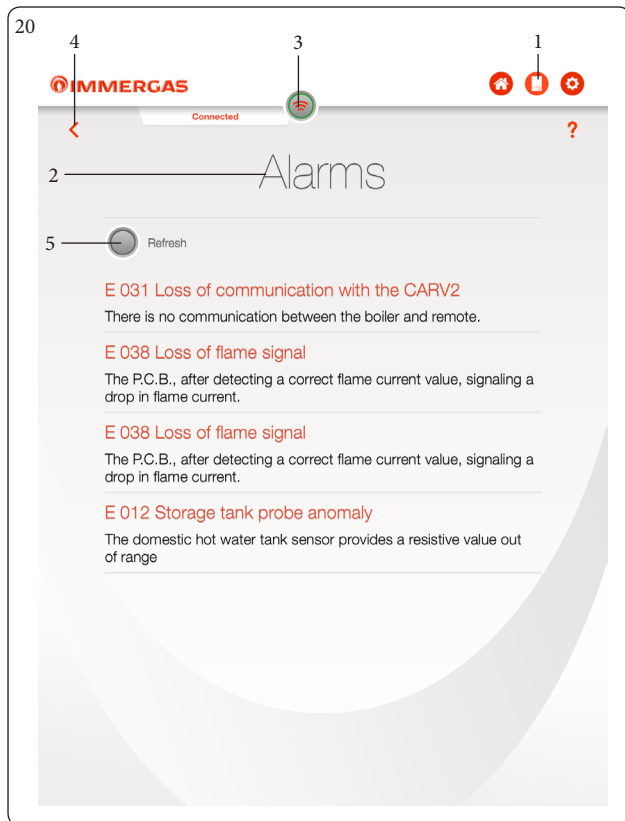 20
4
3
1
IMMERGAS
Connected
?
2
Alarms
5
Refresh
E 031 Loss of communication with the CARV2
There is no communication between the boiler and remote.
E 038 Loss of flame signal
The P.C.B., after detecting a correct flame current value, signaling a
drop in flame current.
E 038 Loss of flame signal
The P.C.B., after detecting a correct flame current value, signaling a
drop in flame current.
E 012 Storage tank probe anomaly
The domestic hot water tank sensor provides a resistive value out
of range